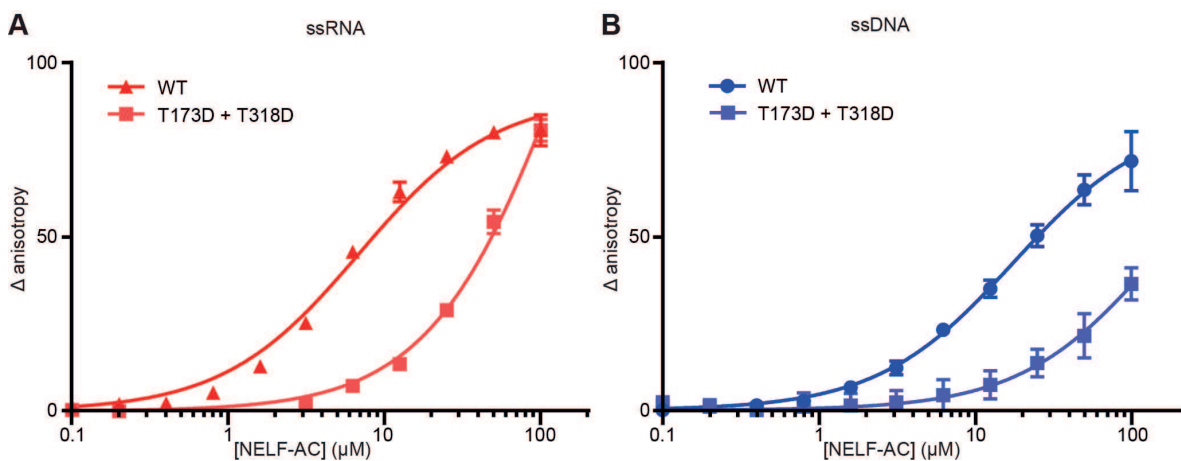 A
ssRNA
100
50
0
Δ anisotropy
WT
T173D + T318D
0.1
1
10
100
[NELF-AC] (µM)
B
ssDNA
100
50
0
Δ anisotropy
WT
T173D + T318D
0.1
1
10
100
[NELF-AC] (µM)